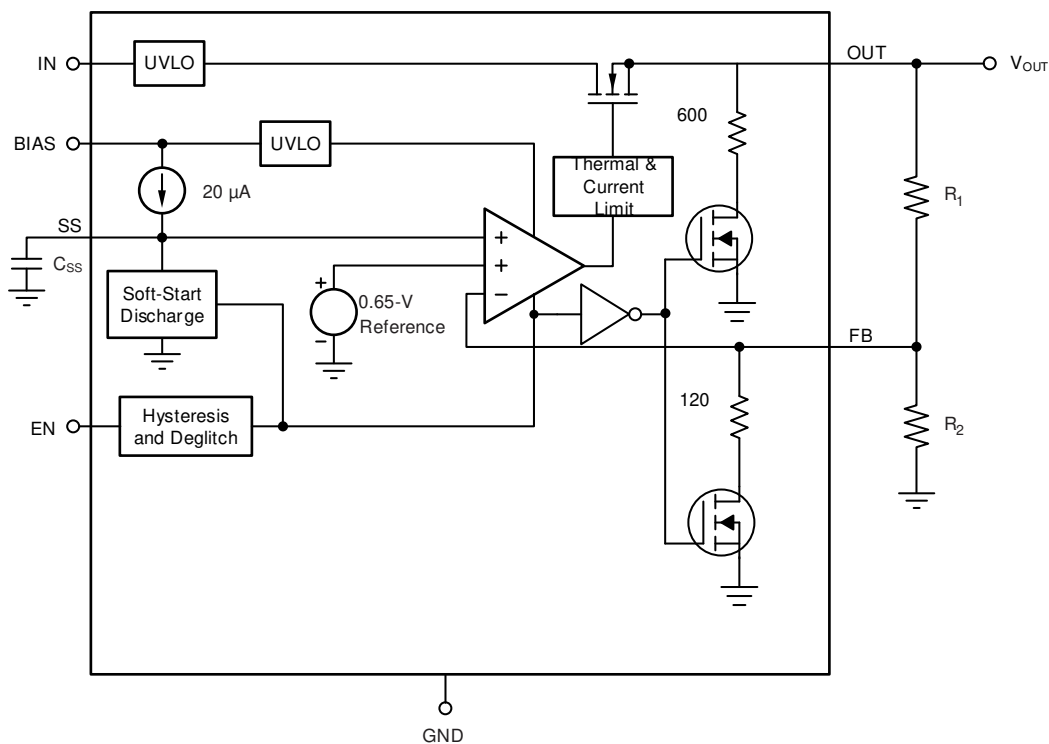 IN
UVLO
OUT
V_OUT
600
BIAS
UVLO
Thermal &
Current
Limit
20 µA
R1
SS
+
CSS
+
+
Soft-Start
Discharge
0.65-V
Reference
−
−
FB
120
EN
Hysteresis
and Deglitch
R2
GND